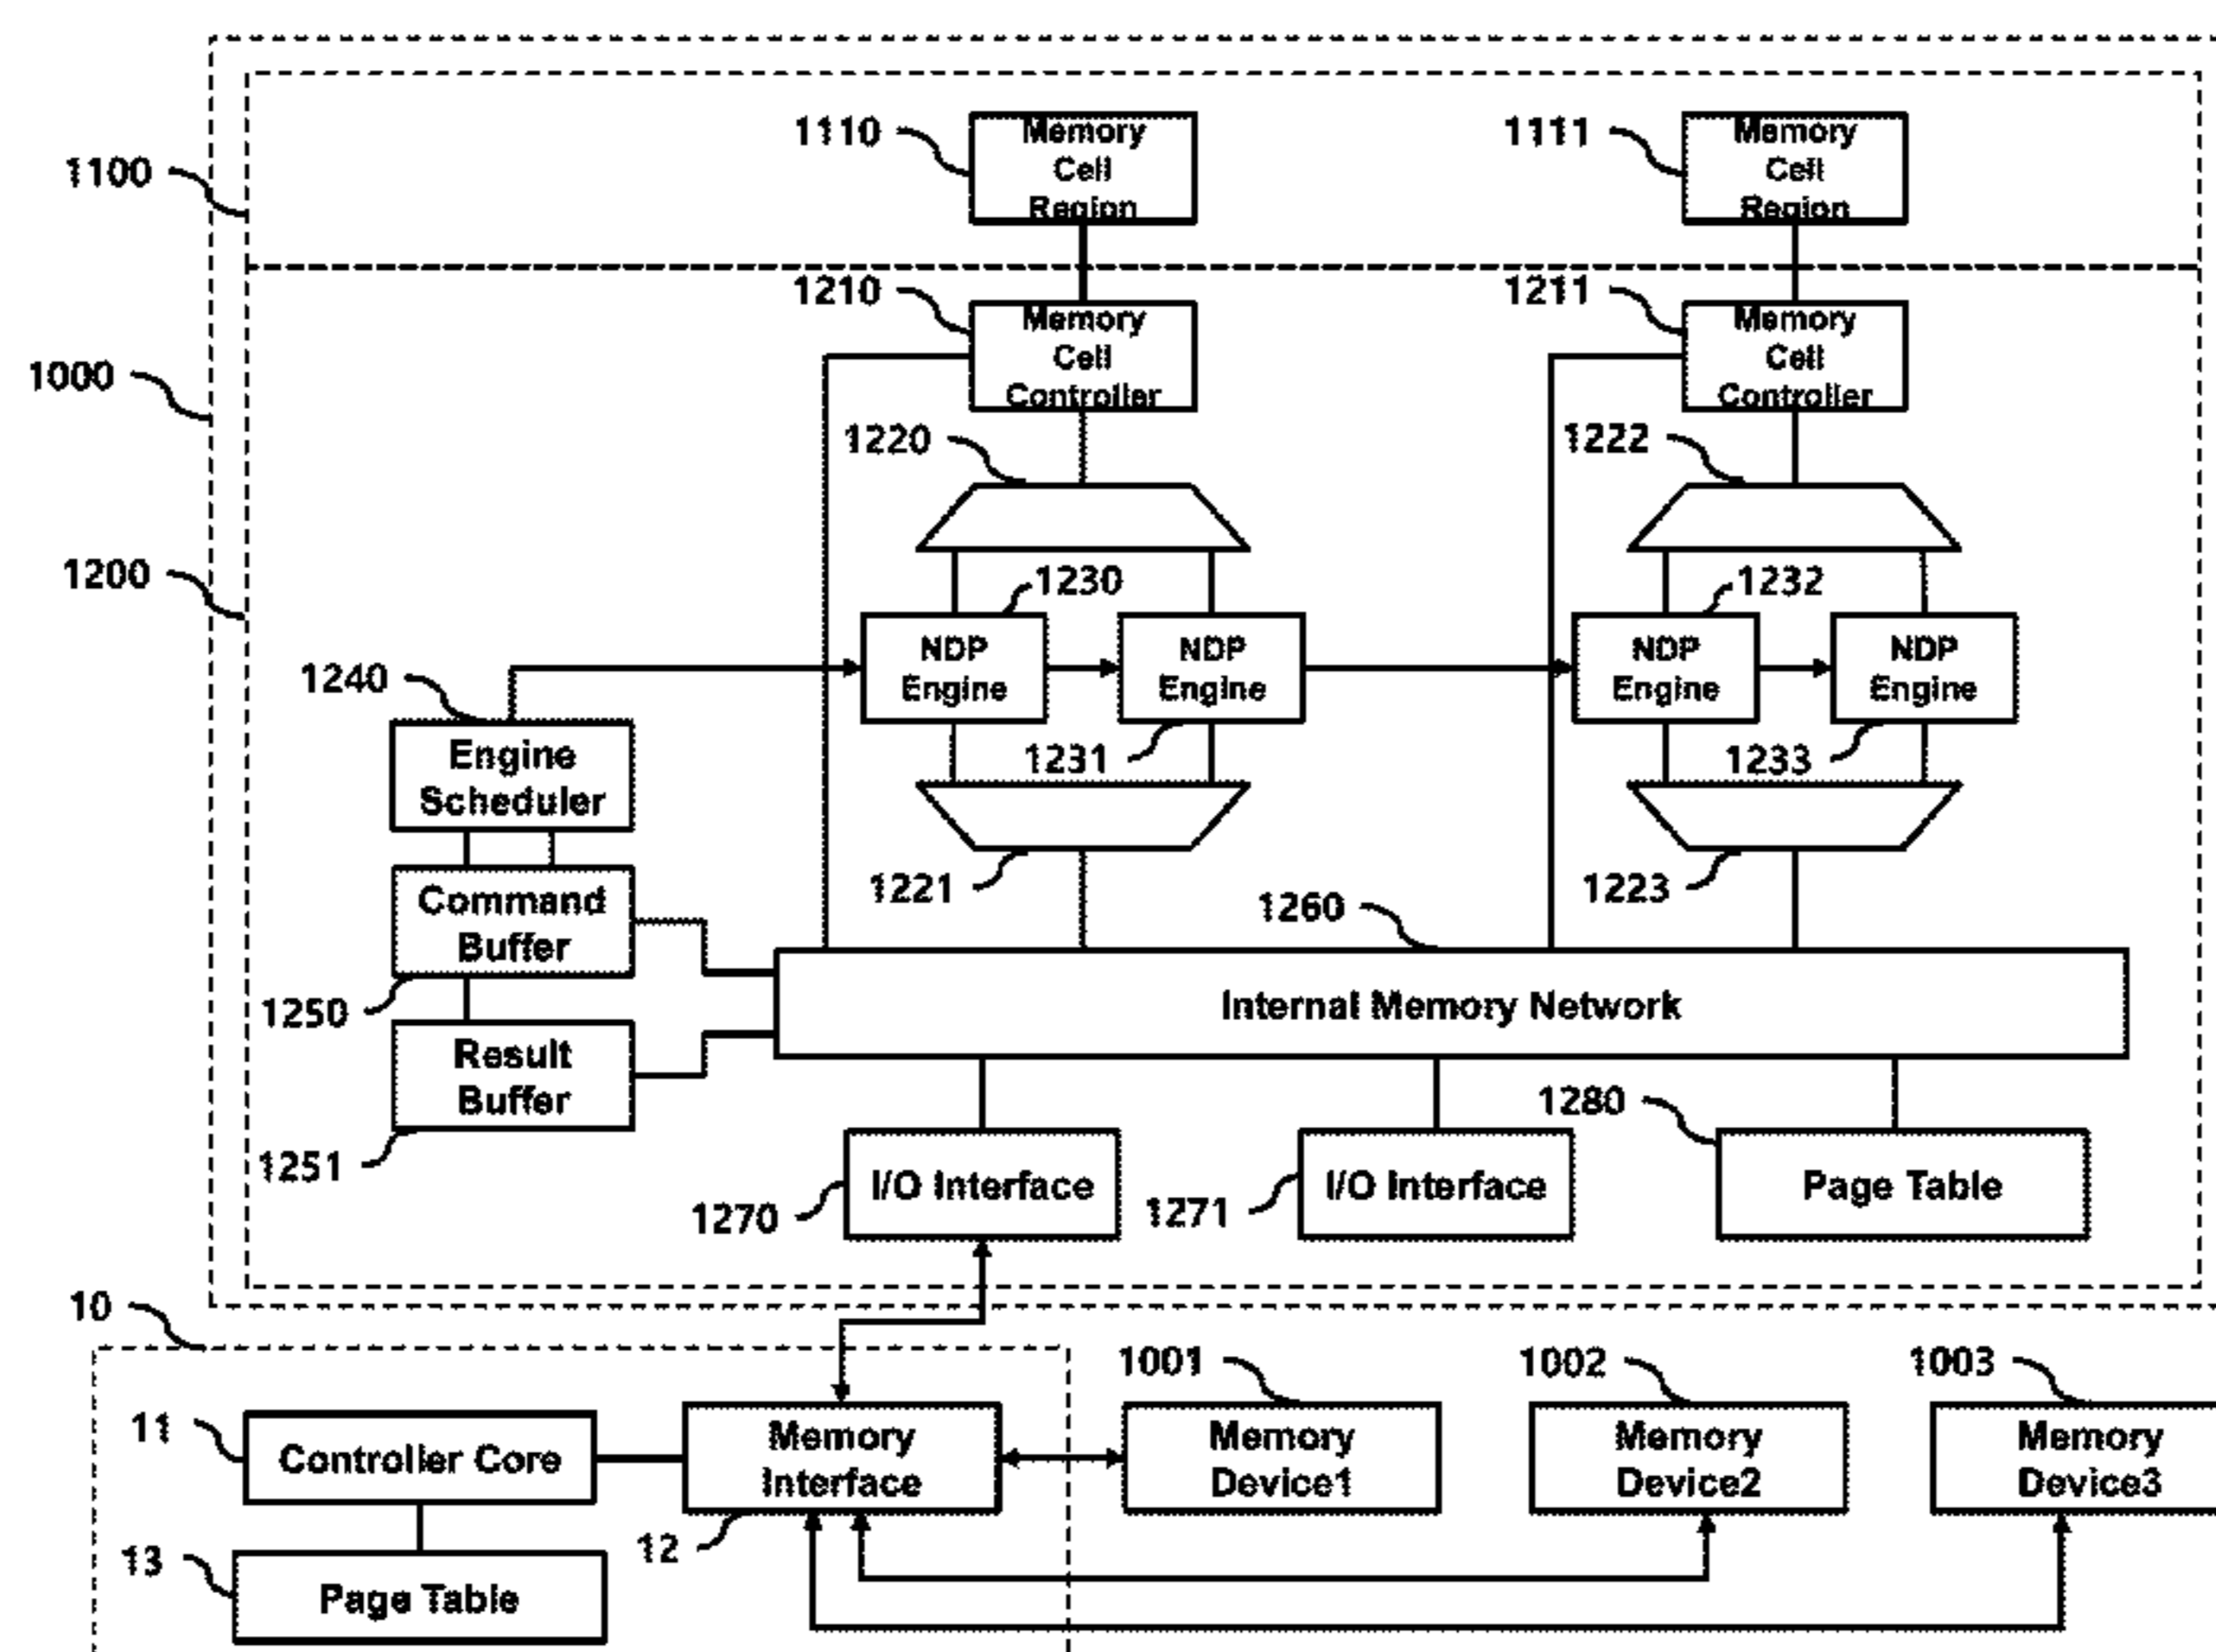 1110
Memory
Cell
Region
1111
Memory
Cell
Region
1100
1210
Memory
Cell
Controller
1211
Memory
Cell
Controller
1000
1220
1222
1200
1230
1232
NDP
Engine
NDP
Engine
NDP
Engine
NDP
Engine
1240
1231
1233
Engine
Scheduler
1221
1223
Command
Buffer
1260
1250
Internal Memory Network
Result
Buffer
1251
1280
1270
I/O Interface
1271
I/O Interface
Page Table
10
1001
1002
1003
11
Controller Core
Memory
Interface
Memory
Device1
Memory
Device2
Memory
Device3
12
13
Page Table